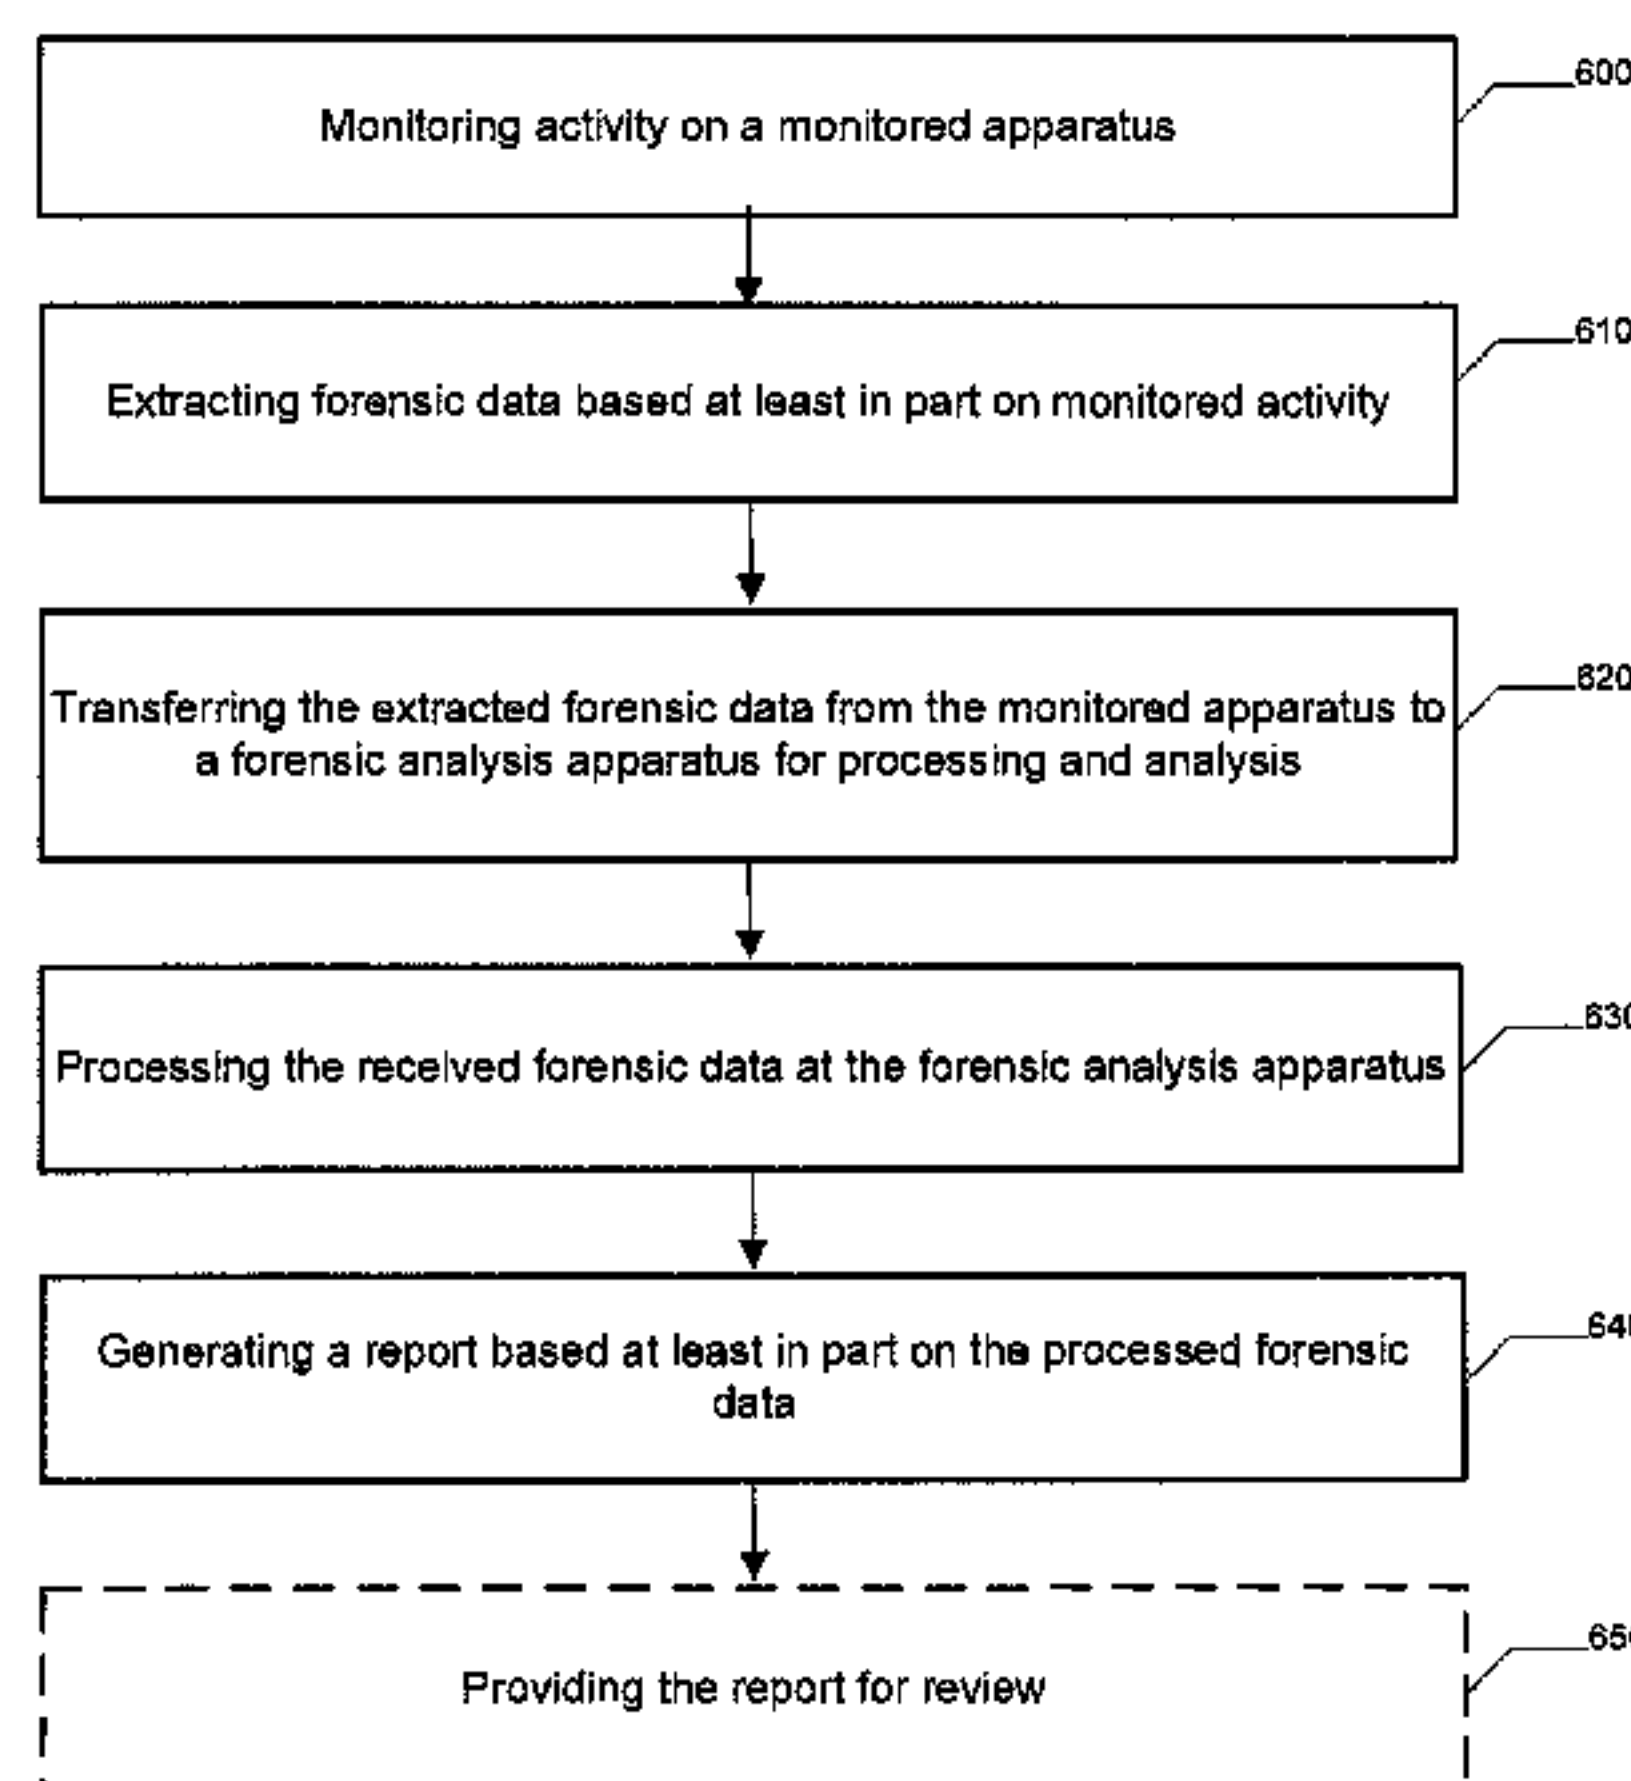 Monitoring activity on a monitored apparatus
600
Extracting forensic data based at least in part on monitored activity
610
Transferring the extracted forensic data from the monitored apparatus to
a forensic analysis apparatus for processing and analysis
620
Processing the received forensic data at the forensic analysis apparatus
630
Generating a report based at least in part on the processed forensic
data
640
Providing the report for review